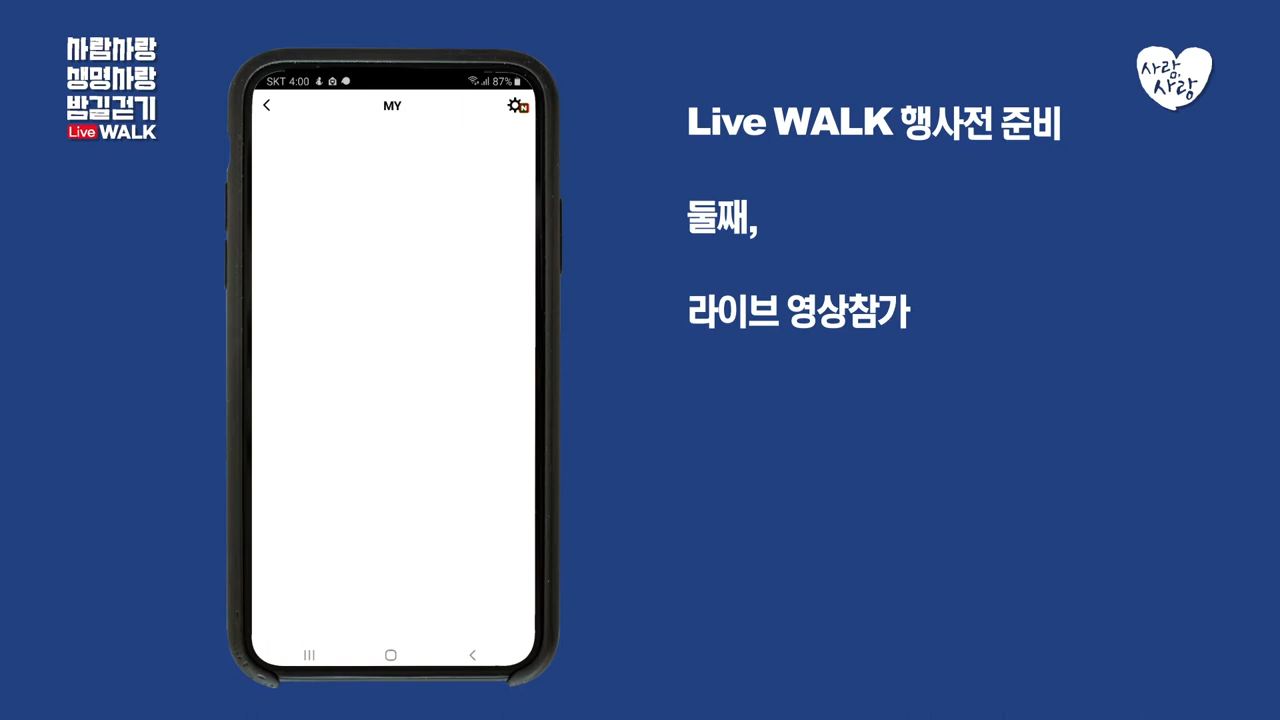 사람사랑
생명사랑
밤길걷기
Live WALK
SKT 4:00
87%
MY
N
Live WALK 행사전 준비
둘째,
라이브 영상참가
사람,
사랑